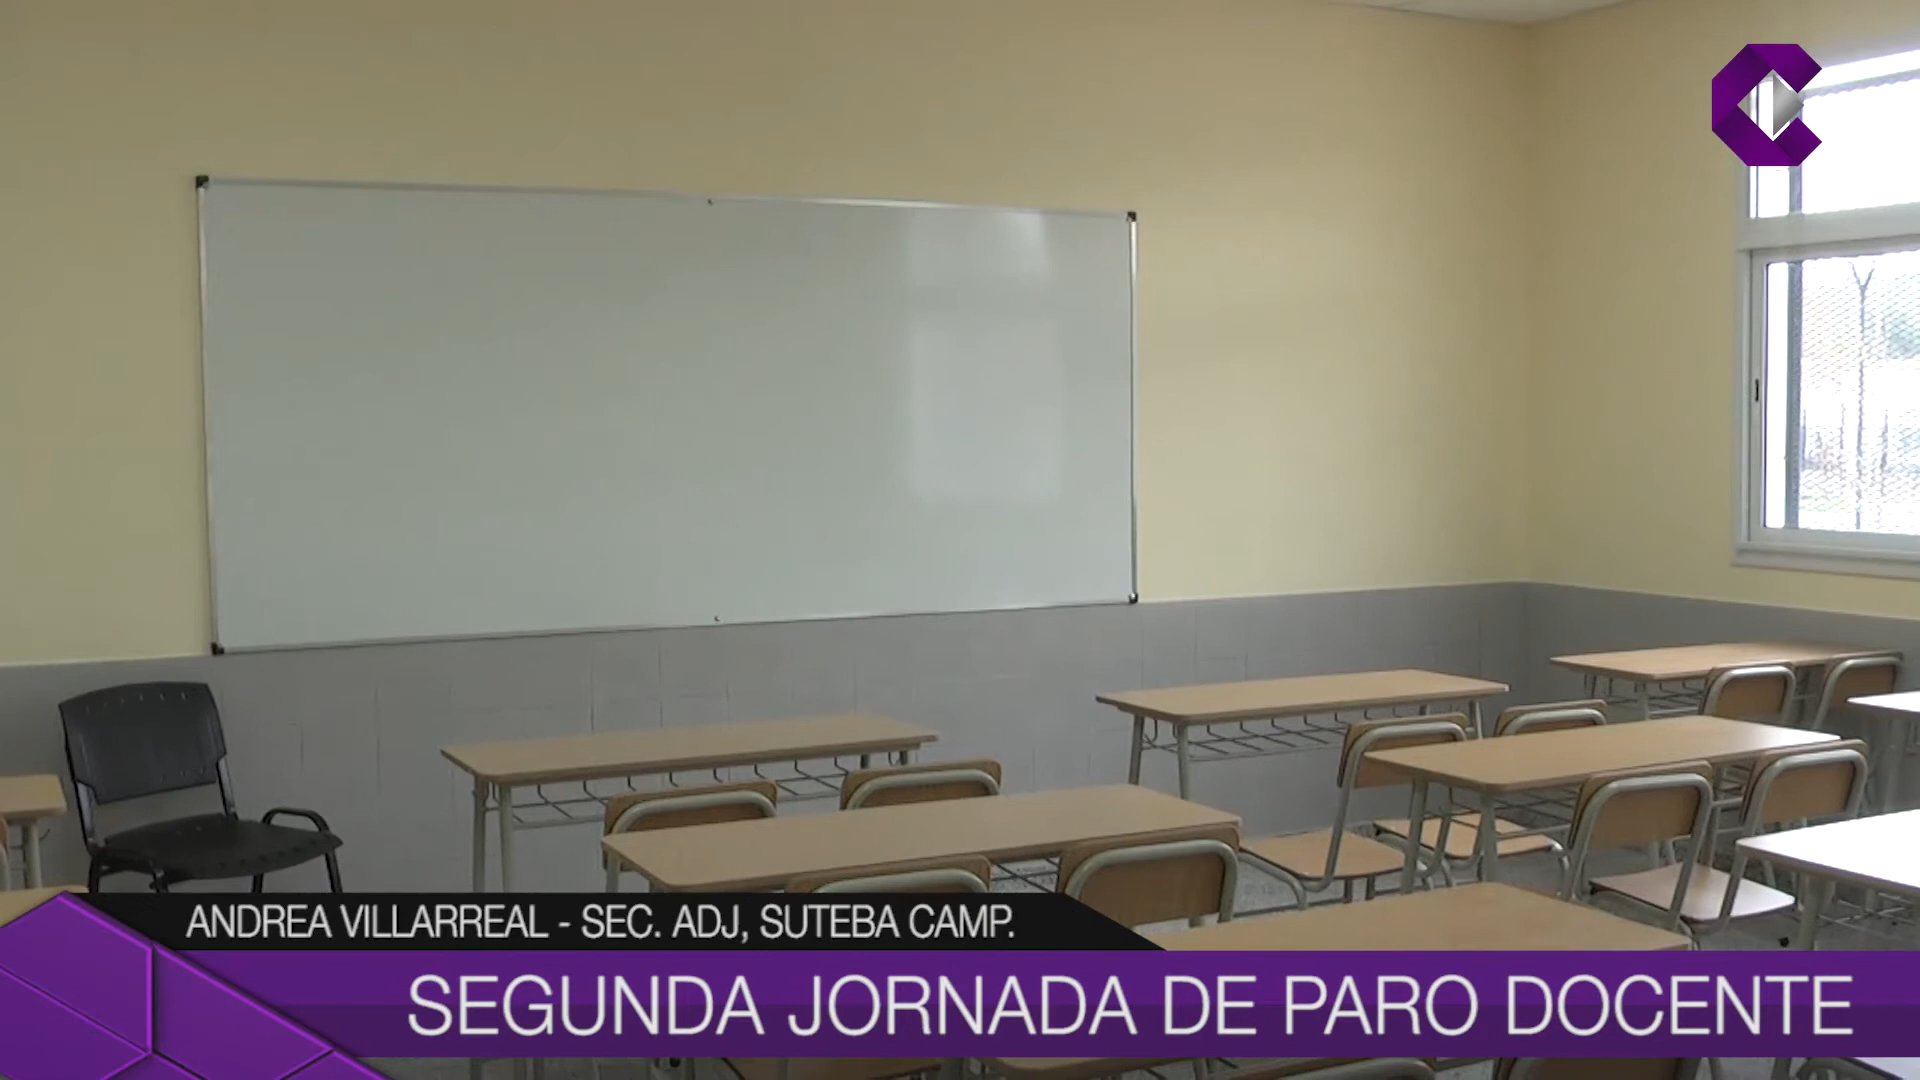 ANDREA VILLARREAL - SEC. ADJ, SUTEBA CAMP.
SEGUNDA JORNADA DE PARO DOCENTE